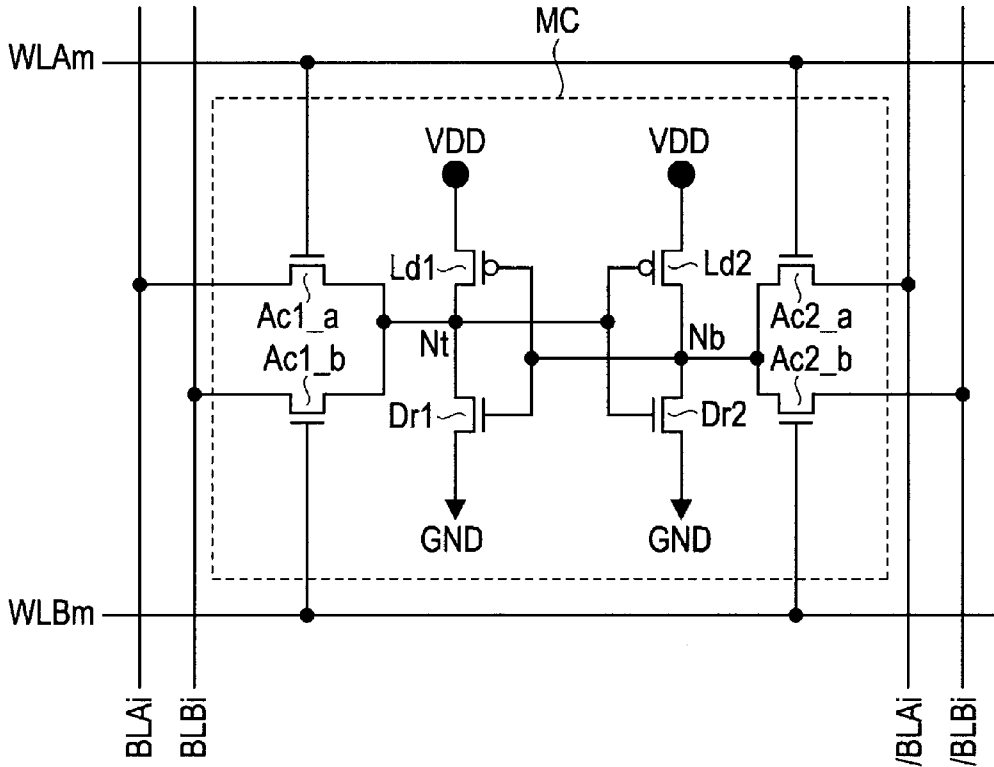 MC
WLAm
VDD
VDD
Ld1
Ld2
Ac1_a
Ac2_a
Nt
Nb
Ac1_b
Ac2_b
Dr1
Dr2
GND
GND
WLBm
BLAi
BLBi
/BLAi
/BLBi